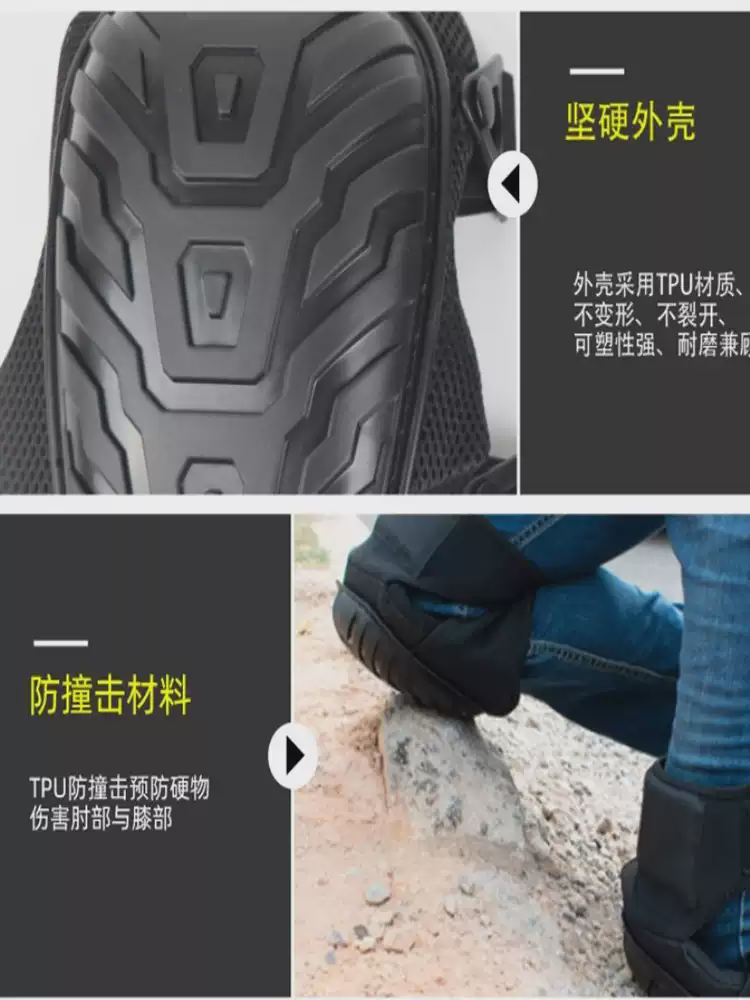 坚硬外壳
外壳采用TPU材质、
不变形、不裂开、
可塑性强、耐磨兼顾
防撞击材料
TPU防撞击预防硬物
伤害肘部与膝部